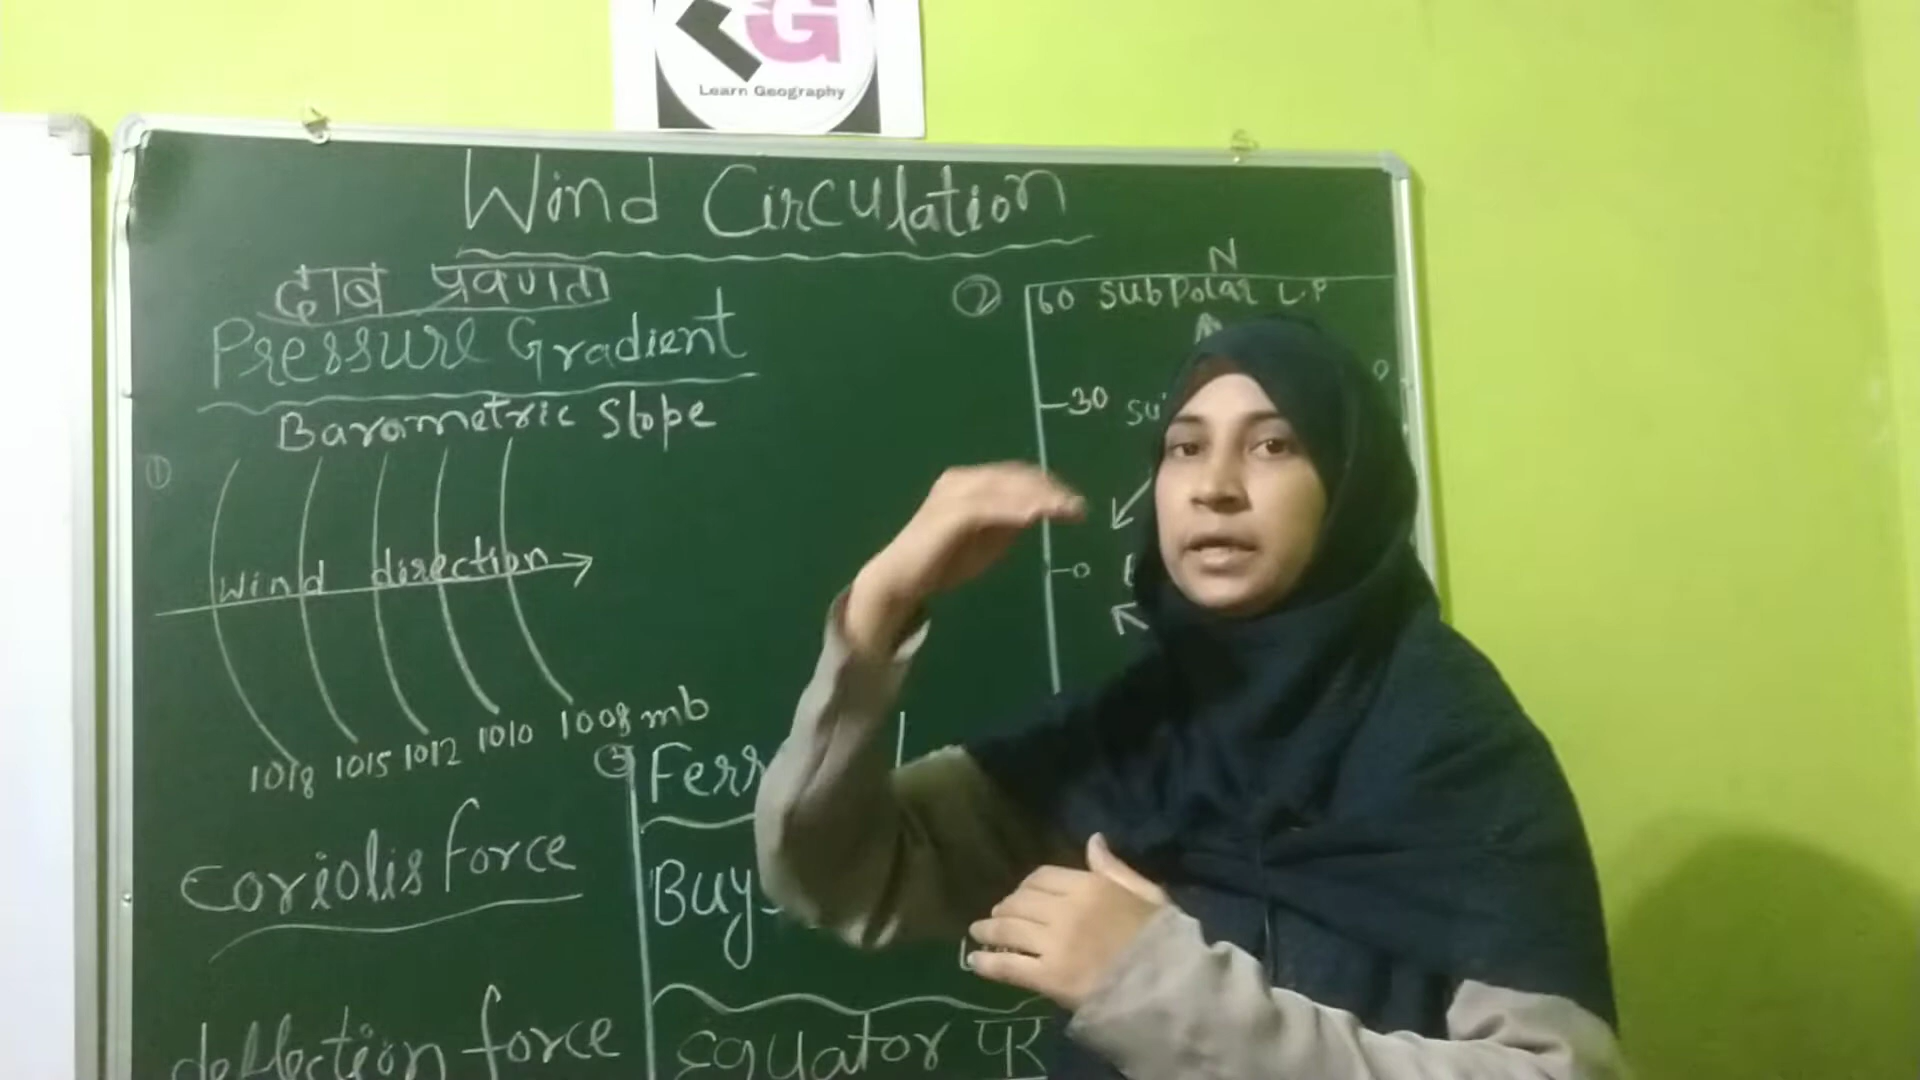 Learn Geography
Wind Circulation
दाब प्रवणता
Pressure Gradient
Barometric Slope
①
Wind direction
1018 1015 1012 1010 1008 mb
Coriolis force
deflection force
②
N
60 SubPolar L.P
30
0
0
③
Equator पर